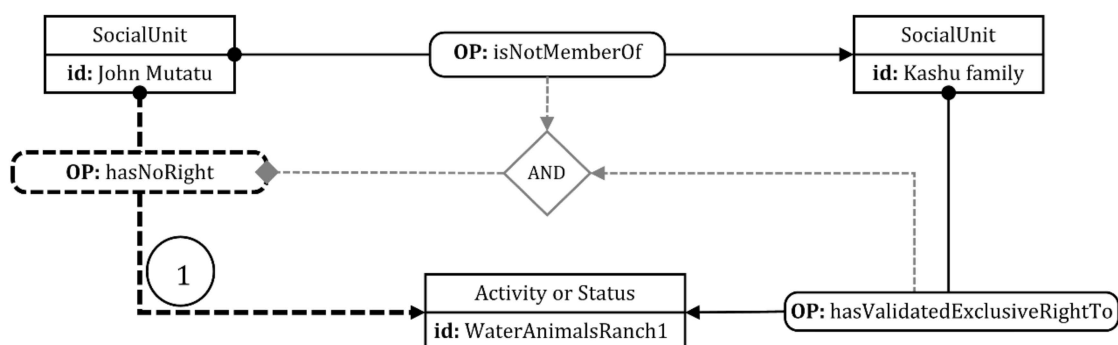 SocialUnit
id: John Mutatu
OP: isNotMemberOf
SocialUnit
id: Kashu family
OP: hasNoRight
AND
1
Activity or Status
id: WaterAnimalsRanch1
OP: hasValidatedExclusiveRightTo